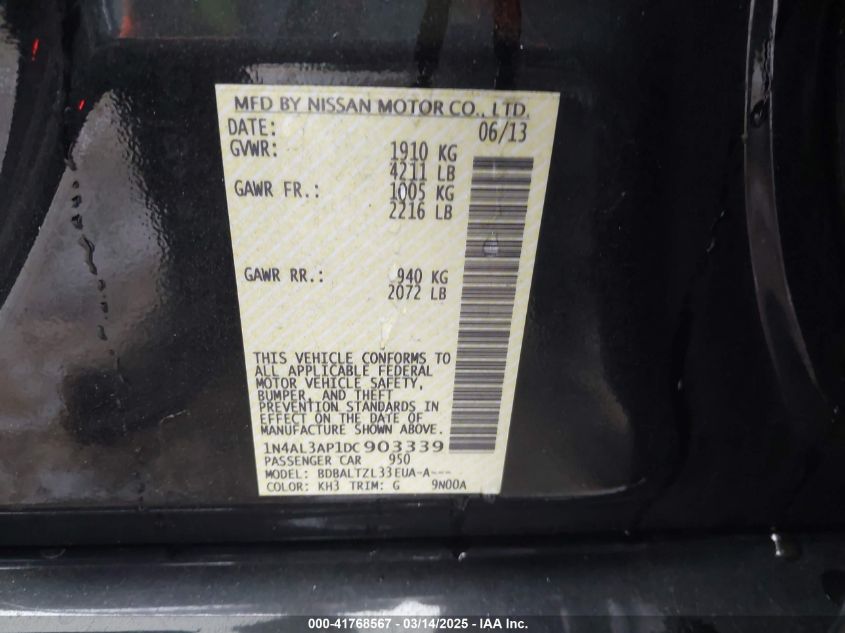 MFD BY NISSAN MOTOR CO., LTD.
DATE: 06/13
GVWR: 1910 KG
4211 LB
GAWR FR.: 1005 KG
2216 LB
GAWR RR.: 940 KG
2072 LB
THIS VEHICLE CONFORMS TO
ALL APPLICABLE FEDERAL
MOTOR VEHICLE SAFETY,
BUMPER, AND THEFT
PREVENTION STANDARDS IN
EFFECT ON THE DATE OF
MANUFACTURE SHOWN ABOVE.
1N4AL3AP1DC903339
PASSENGER CAR 950
MODEL: BDBALTZL33EUA-A---
COLOR: KH3 TRIM: G 9N00A
000-41768567 - 03/14/2025 - IAA Inc.